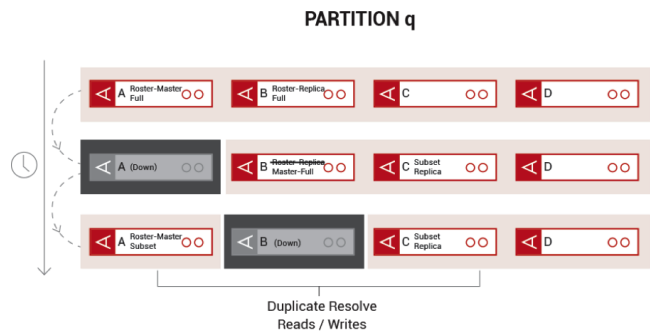 PARTITION q
A Roster-Master
Full
B Roster-Replica
Full
C
D
A (Down)
B Roster-Replica
Master-Full
C Subset
Replica
D
A Roster-Master
Subset
B (Down)
C Subset
Replica
D
Duplicate Resolve
Reads / Writes